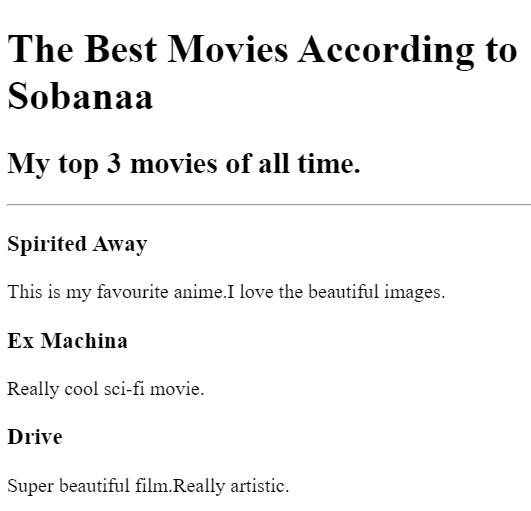 The Best Movies According to
Sobanaa
My top 3 movies of all time.
Spirited Away
This is my favourite anime.I love the beautiful images.
Ex Machina
Really cool sci-fi movie.
Drive
Super beautiful film.Really artistic.